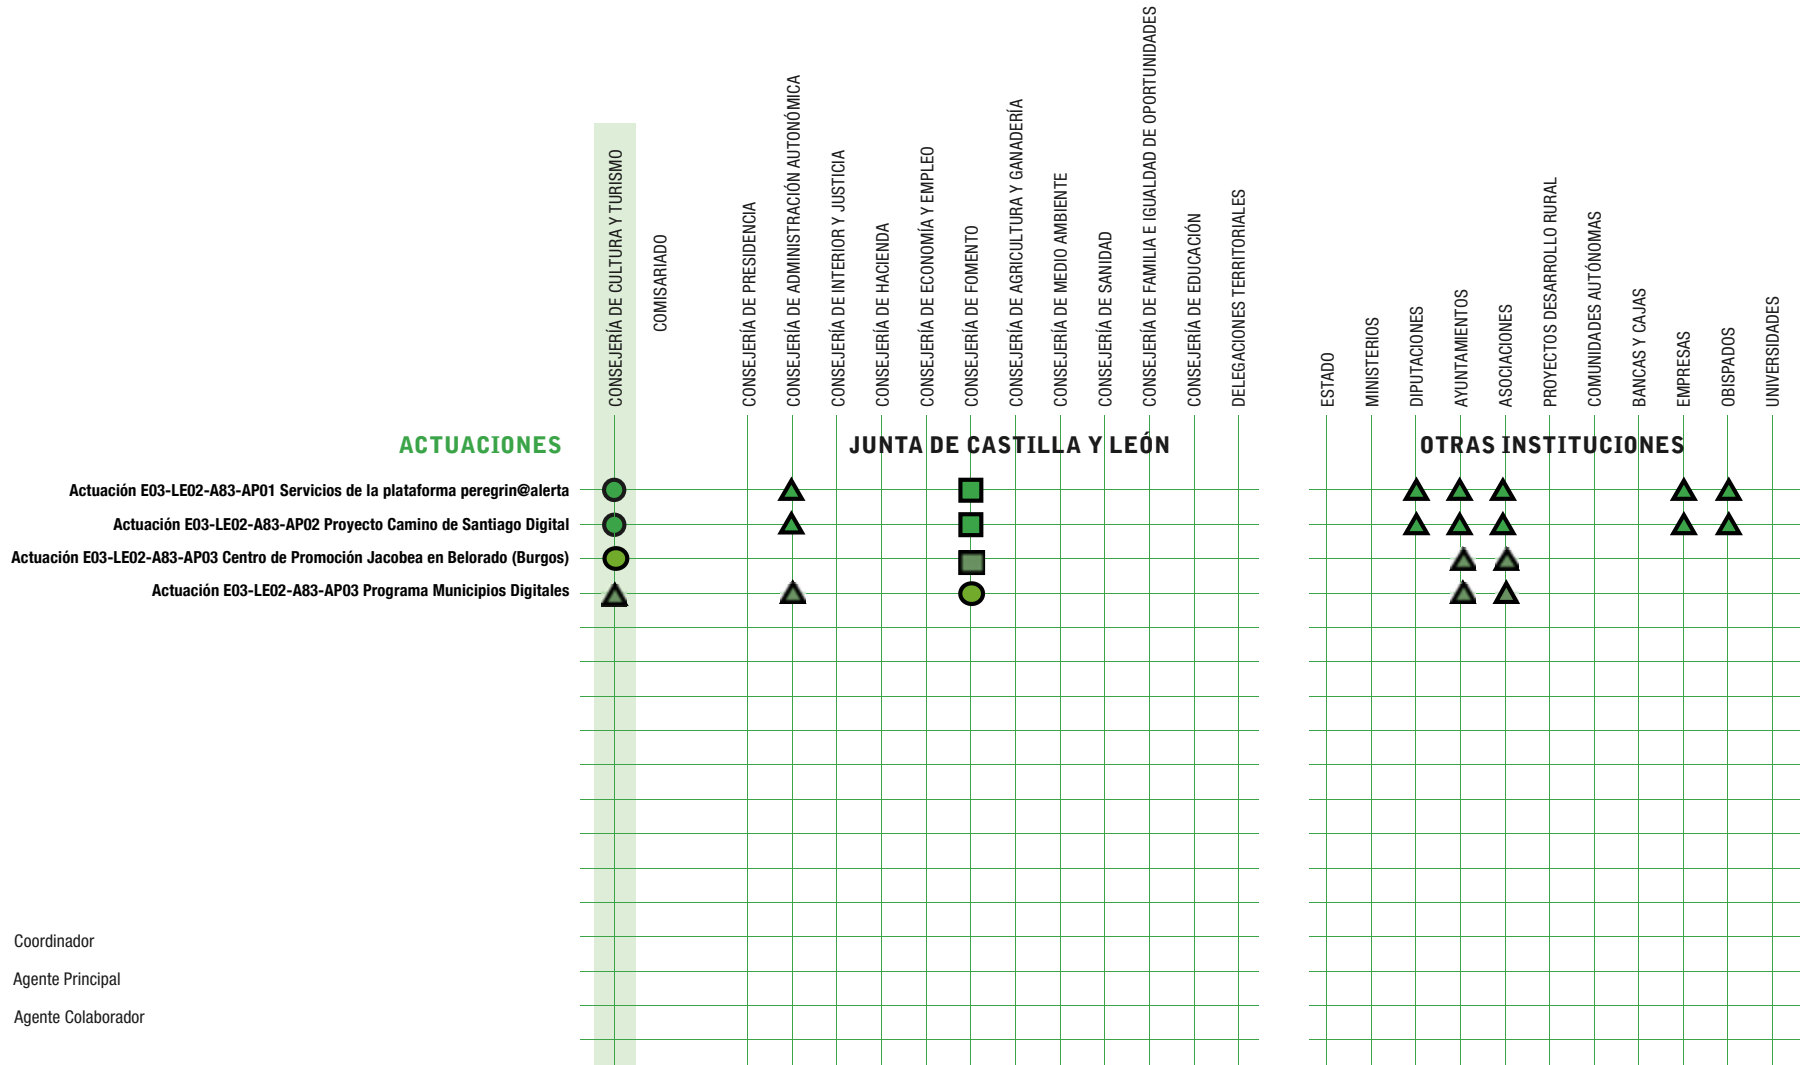 CONSEJERÍA DE CULTURA Y TURISMO
COMISARIADO
CONSEJERÍA DE PRESIDENCIA
CONSEJERÍA DE ADMINISTRACIÓN AUTONÓMICA
CONSEJERÍA DE INTERIOR Y JUSTICIA
CONSEJERÍA DE HACIENDA
CONSEJERÍA DE ECONOMÍA Y EMPLEO
CONSEJERÍA DE FOMENTO
CONSEJERÍA DE AGRICULTURA Y GANADERÍA
CONSEJERÍA DE MEDIO AMBIENTE
CONSEJERÍA DE SANIDAD
CONSEJERÍA DE FAMILIA E IGUALDAD DE OPORTUNIDADES
CONSEJERÍA DE EDUCACIÓN
DELEGACIONES TERRITORIALES
ESTADO
MINISTERIOS
DIPUTACIONES
AYUNTAMIENTOS
ASOCIACIONES
PROYECTOS DESARROLLO RURAL
COMUNIDADES AUTÓNOMAS
BANCAS Y CAJAS
EMPRESAS
OBISPADOS
UNIVERSIDADES
ACTUACIONES
JUNTA DE CASTILLA Y LEÓN
OTRAS INSTITUCIONES
Actuación E03-LE02-A83-AP01 Servicios de la plataforma peregrin@alerta
Actuación E03-LE02-A83-AP02 Proyecto Camino de Santiago Digital
Actuación E03-LE02-A83-AP03 Centro de Promoción Jacobea en Belorado (Burgos)
Actuación E03-LE02-A83-AP03 Programa Municipios Digitales
Coordinador
Agente Principal
Agente Colaborador